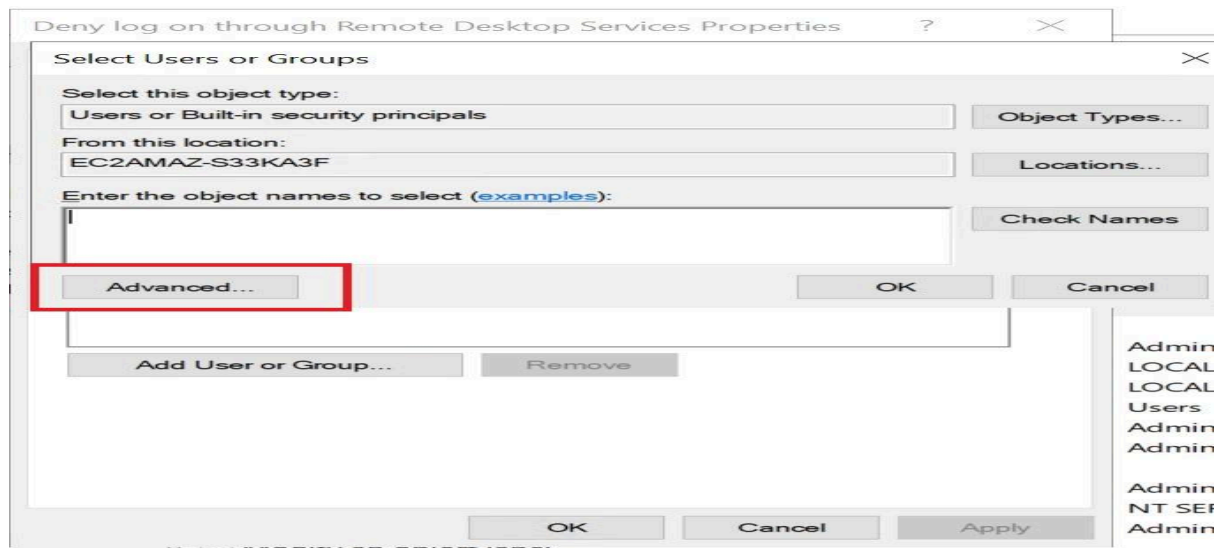 Deny log on through Remote Desktop Services Properties ?
Select Users or Groups
Select this object type:
Users or Built-in security principals
Object Types...
From this location:
EC2AMAZ-S33KA3F
Locations...
Enter the object names to select (examples):
Check Names
Advanced...
OK
Cancel
Add User or Group...
Remove
Admin
LOCAL
LOCAL
Users
Admin
Admin
Admin
NT SER
Admin
OK
Cancel
Apply